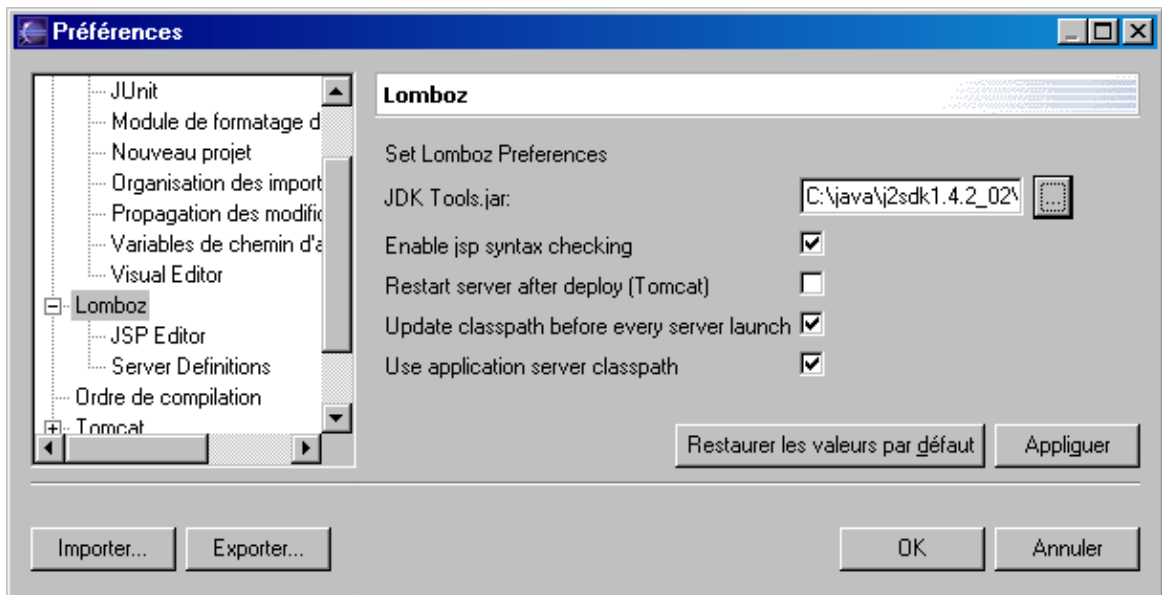 Préférences
JUnit
Module de formatage d
Nouveau projet
Organisation des import
Propagation des modific
Variables de chemin d'a
Visual Editor
Lomboz
JSP Editor
Server Definitions
Ordre de compilation
Tomcat
Lomboz
Set Lomboz Preferences
JDK Tools.jar: C:\java\j2sdk1.4.2_02\ ...
Enable jsp syntax checking
Restart server after deploy (Tomcat)
Update classpath before every server launch
Use application server classpath
Restaurer les valeurs par défaut Appliquer
Importer... Exporter... OK Annuler